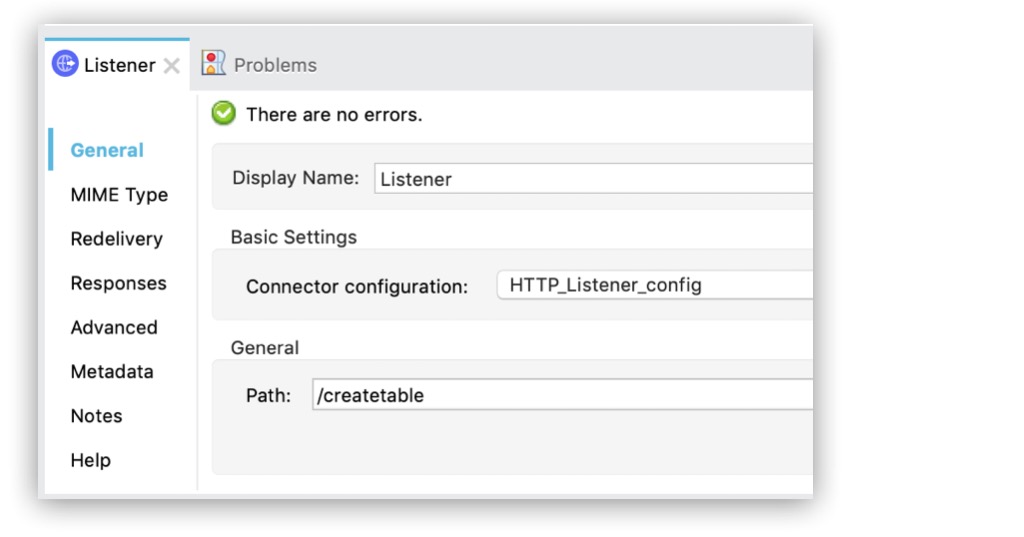 Listener
Problems
There are no errors.
General
MIME Type
Redelivery
Responses
Advanced
Metadata
Notes
Help
Display Name: Listener
Basic Settings
Connector configuration: HTTP_Listener_config
General
Path: /createtable